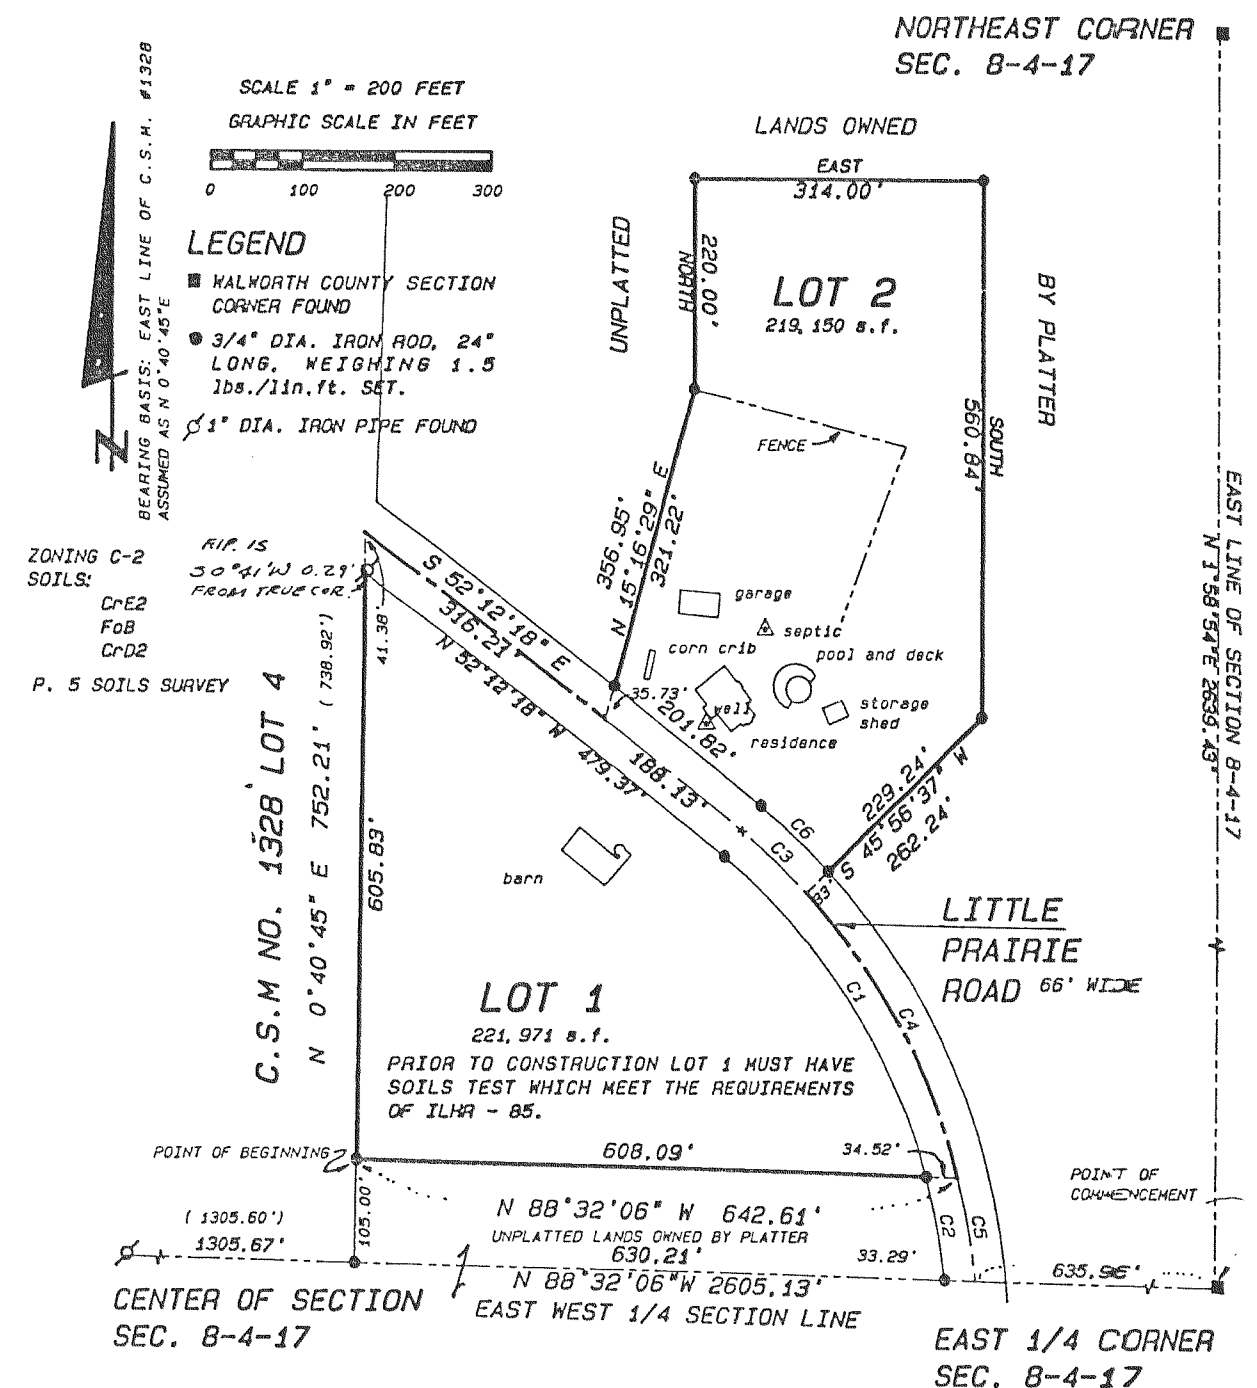 NORTHEAST CORNER
SEC. 8-4-17
SCALE 1" = 200 FEET
GRAPHIC SCALE IN FEET
0 100 200 300
BEARING BASIS: EAST LINE OF C.S.M. #1328
ASSUMED AS N 0°40'45"E
N
LEGEND
WALWORTH COUNTY SECTION
CORNER FOUND
3/4" DIA. IRON ROD, 24"
LONG, WEIGHING 1.5
lbs./lin.ft. SET.
1" DIA. IRON PIPE FOUND
LANDS OWNED
EAST
314.00'
UNPLATTED
NORTH
220.00'
LOT 2
219,150 s.f.
BY PLATTER
SOUTH
560.84'
FENCE
356.95'
N 15°16'29" E
321.22'
EAST LINE OF SECTION 8-4-17
N 1°58'54"E 2639.43'
ZONING C-2
SOILS:
CrE2
FoB
CrD2
P. 5 SOILS SURVEY
F.I.P. IS
S0°41'W 0.29'
FROM TRUE COR.
S 52°12'18" E
316.27'
N 52°12'18" W 479.37'
41.38'
garage
septic
corn crib
pool and deck
35.73'
well
201.82'
storage
shed
residence
188.13'
229.24'
S 45°56'37" W
262.24'
C6
C3
33'
C.S.M NO. 1328 LOT 4
N 0°40'45" E 752.21' (738.92')
605.83'
barn
LITTLE
PRAIRIE
ROAD 66' WIDE
C1
C4
LOT 1
221,971 s.f.
PRIOR TO CONSTRUCTION LOT 1 MUST HAVE
SOILS TEST WHICH MEET THE REQUIREMENTS
OF ILHR - 85.
POINT OF BEGINNING
608.09'
34.52'
POINT OF
COMMENCEMENT
105.00'
N 88°32'06" W 642.61'
UNPLATTED LANDS OWNED BY PLATTER
C2
C5
(1305.60')
1305.67'
630.21'
33.29'
635.96'
N 88°32'06"W 2605.13'
EAST WEST 1/4 SECTION LINE
CENTER OF SECTION
SEC. 8-4-17
EAST 1/4 CORNER
SEC. 8-4-17